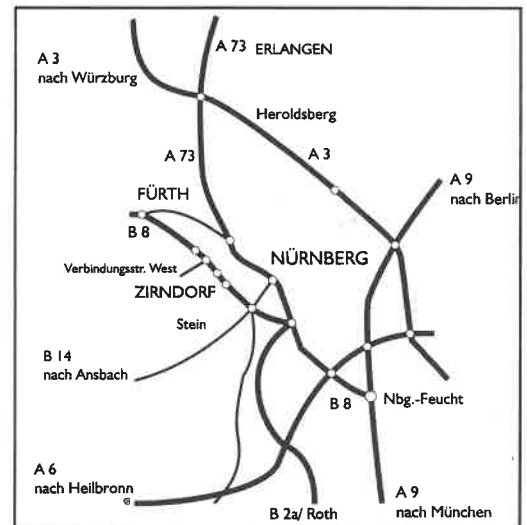 A 73 ERLANGEN
A 3
nach Würzburg
Heroldsberg
A 73
A 3
A 9
nach Berlin
FÜRTH
B 8
NÜRNBERG
Verbindungsstr. West
ZIRNDORF
Stein
B 14
nach Ansbach
B 8
Nbg.-Feucht
A 6
nach Heilbronn
B 2a/ Roth
A 9
nach München